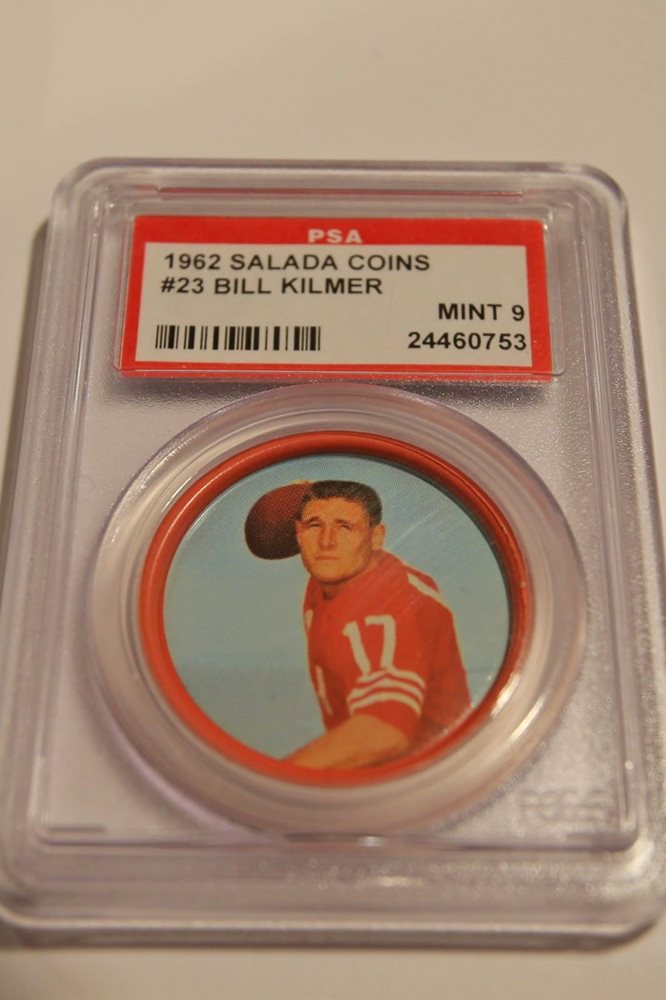 PSA
1962 SALADA COINS
#23 BILL KILMER
MINT 9
24460753
17